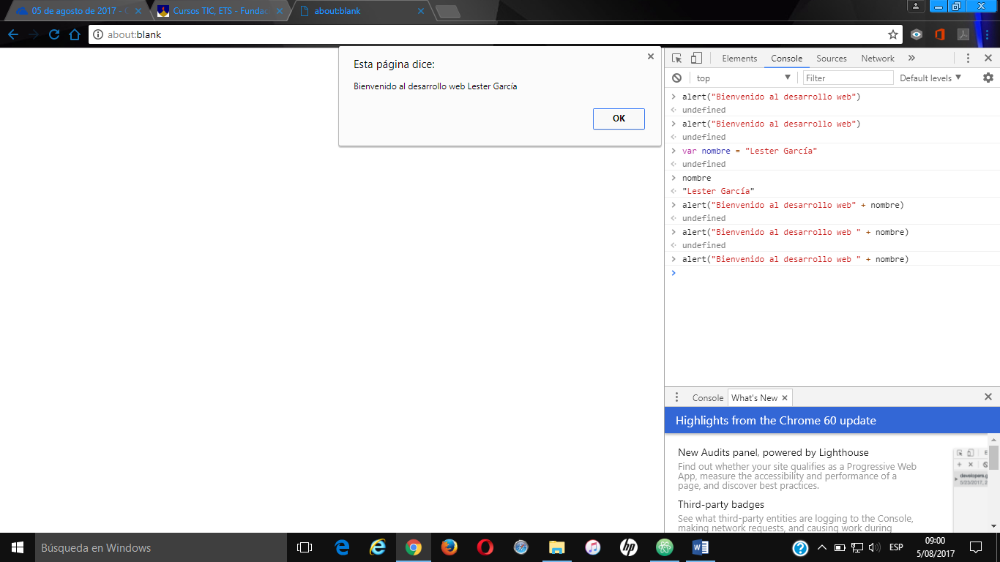 05 de agosto de 2017 - C
Cursos TIC, ETS - Fundac
about:blank
about:blank
Esta página dice:
Bienvenido al desarrollo web Lester García
OK
Elements Console Sources Network
top Filter Default levels
alert("Bienvenido al desarrollo web")
undefined
alert("Bienvenido al desarrollo web")
undefined
var nombre = "Lester García"
undefined
nombre
"Lester García"
alert("Bienvenido al desarrollo web" + nombre)
undefined
alert("Bienvenido al desarrollo web " + nombre)
undefined
alert("Bienvenido al desarrollo web " + nombre)
Console What's New
Highlights from the Chrome 60 update
New Audits panel, powered by Lighthouse
Find out whether your site qualifies as a Progressive Web
App, measure the accessibility and performance of a
page, and discover best practices.
developers.g
5/23/2017, 2
Third-party badges
See what third-party entities are logging to the Console,
making network requests, and causing work during
Búsqueda en Windows
hp
ESP
09:00
5/08/2017